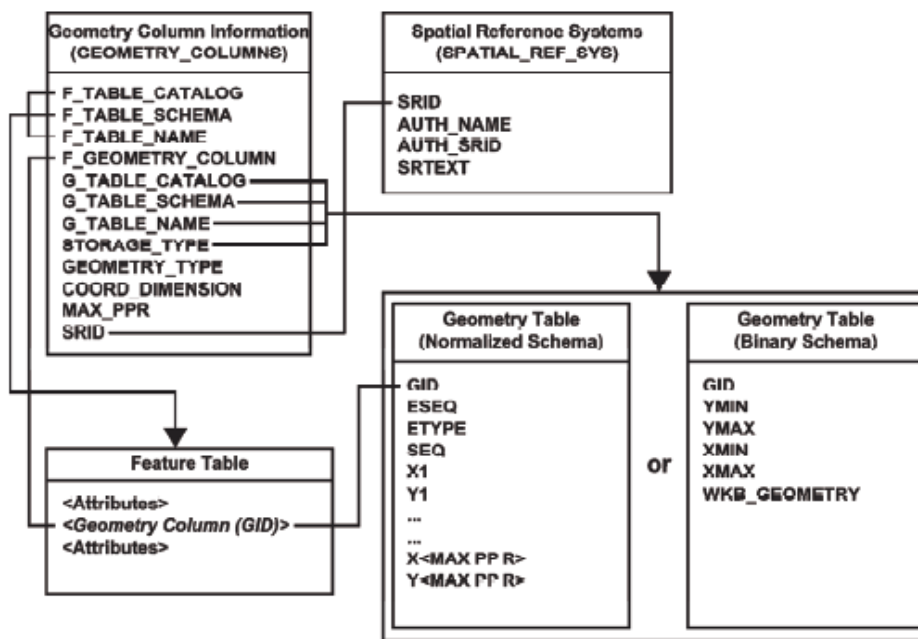 Geometry Column Information
(GEOMETRY_COLUMNS)
F_TABLE_CATALOG
F_TABLE_SCHEMA
F_TABLE_NAME
F_GEOMETRY_COLUMN
G_TABLE_CATALOG
G_TABLE_SCHEMA
G_TABLE_NAME
STORAGE_TYPE
GEOMETRY_TYPE
COORD_DIMENSION
MAX_PPR
SRID
Spatial Reference Systems
(SPATIAL_REF_SYS)
SRID
AUTH_NAME
AUTH_SRID
SRTEXT
Feature Table
<Attributes>
<Geometry Column (GID)>
<Attributes>
Geometry Table
(Normalized Schema)
GID
ESEQ
ETYPE
SEQ
X1
Y1
...
...
X<MAX PPR>
Y<MAX PPR>
or
Geometry Table
(Binary Schema)
GID
YMIN
YMAX
XMIN
XMAX
WKB_GEOMETRY